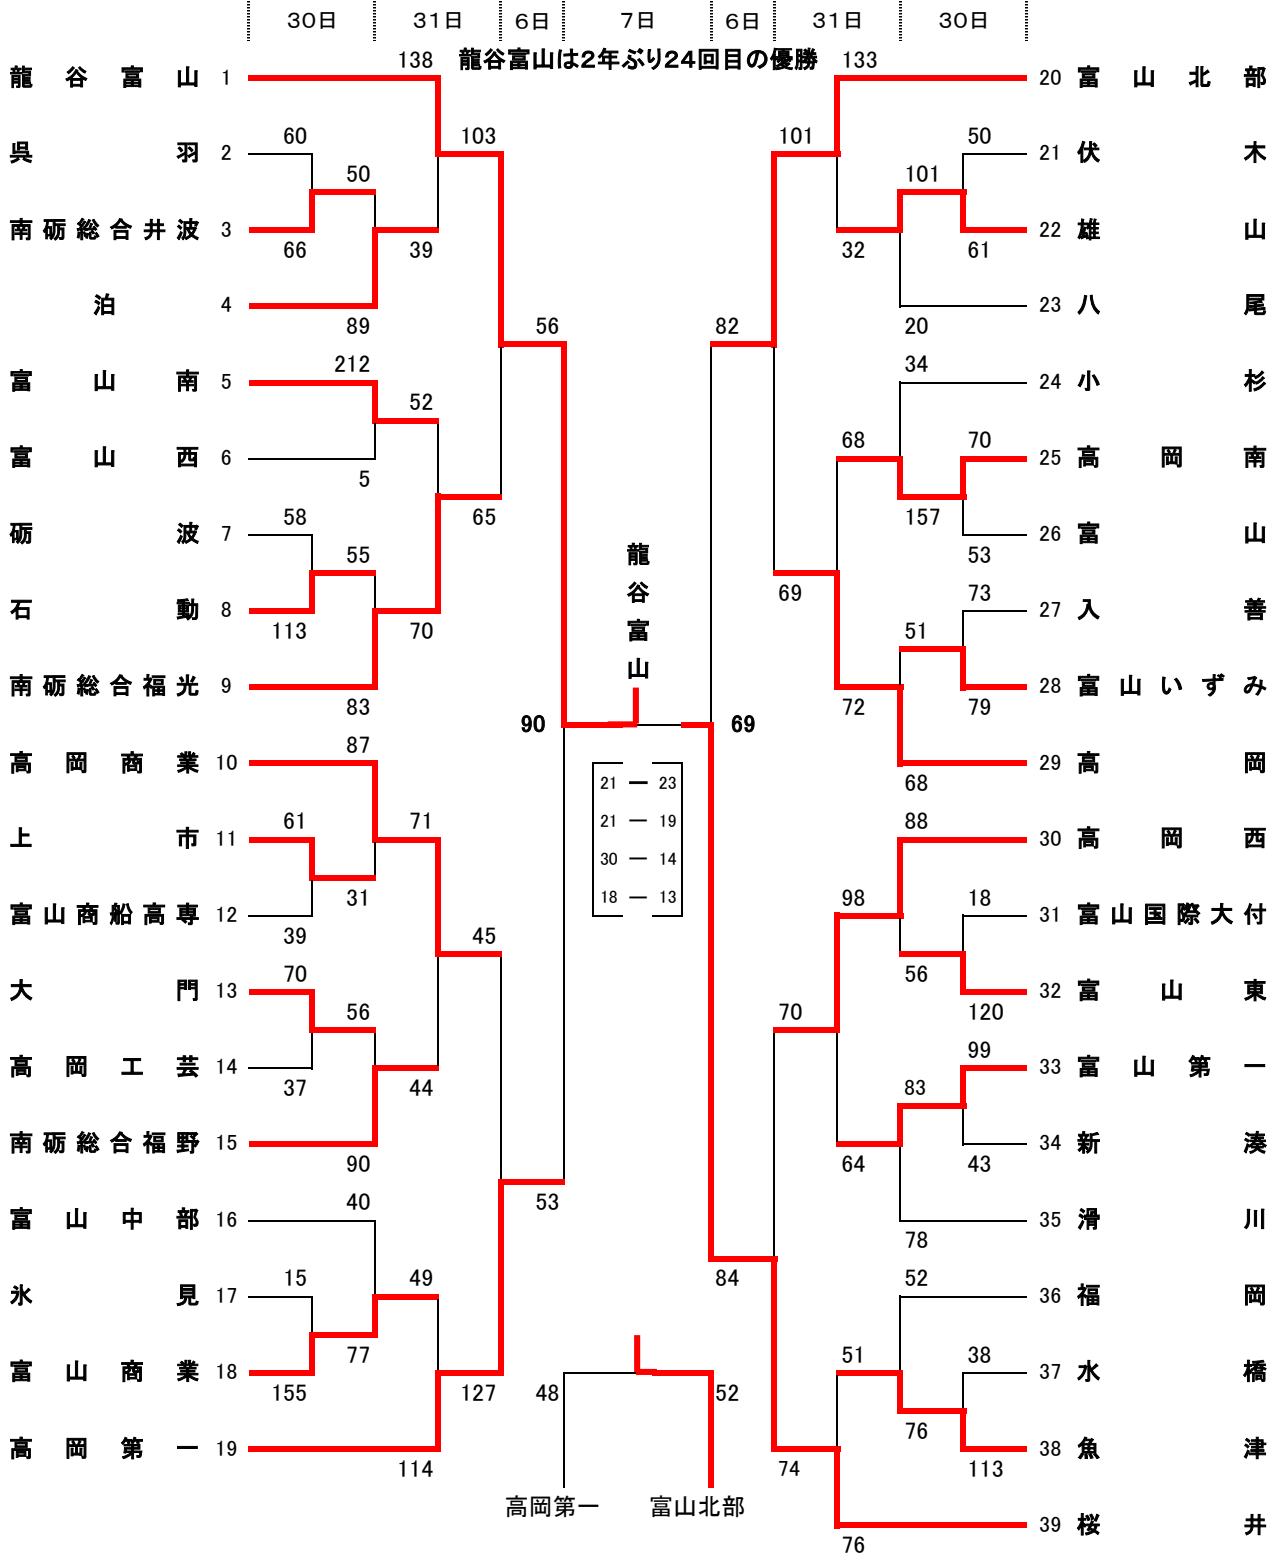 30日 31日 6日 7日 6日 31日 30日
龍谷富山は2年ぶり24回目の優勝
138 133
龍谷富山 1 20 富山北部
60 103 101 50
呉羽 2 21 伏木
50 101
南砺総合井波 3 22 雄山
66 39 32 61
泊 4 23 八尾
89 56 82 20
212 34
富山南 5 24 小杉
52 68 70
富山西 6 25 高岡南
5
58 65 157
砺波 7 26 富山
55 龍 53
69 73
石動 8 谷 27 入善
113 70 富 51
南砺総合福光 9 山 28 富山いずみ
83 72 79
90 69
87
高岡商業 10 29 高岡
21 ー 23 68
61 71 21 ー 19 88
上市 11 30 高岡西
30 ー 14
31 18 ー 13 98 18
富山商船高専 12 31 富山国際大付
39 45
70 56
大門 13 32 富山東
56 70 120
99
高岡工芸 14 33 富山第一
37 44 83
南砺総合福野 15 34 新湊
90 64 43
40 53
富山中部 16 35 滑川
78
15 49 84 52
氷見 17 36 福岡
77 51 38
富山商業 18 37 水橋
155 127 48 52
76
高岡第一 19 38 魚津
114 74 113
高岡第一 富山北部
39 桜井
76